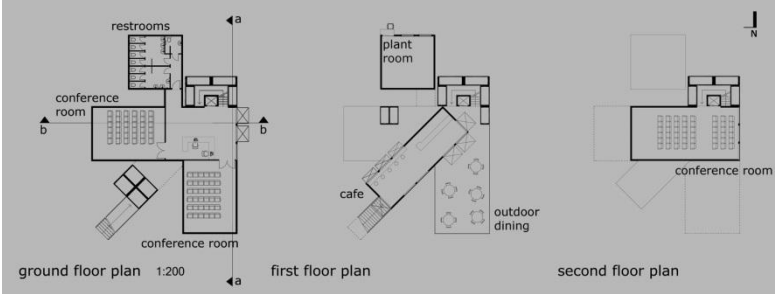 restrooms
a
conference
room
b
b
conference room
a
ground floor plan 1:200
plant
room
cafe
outdoor
dining
first floor plan
N
conference room
second floor plan